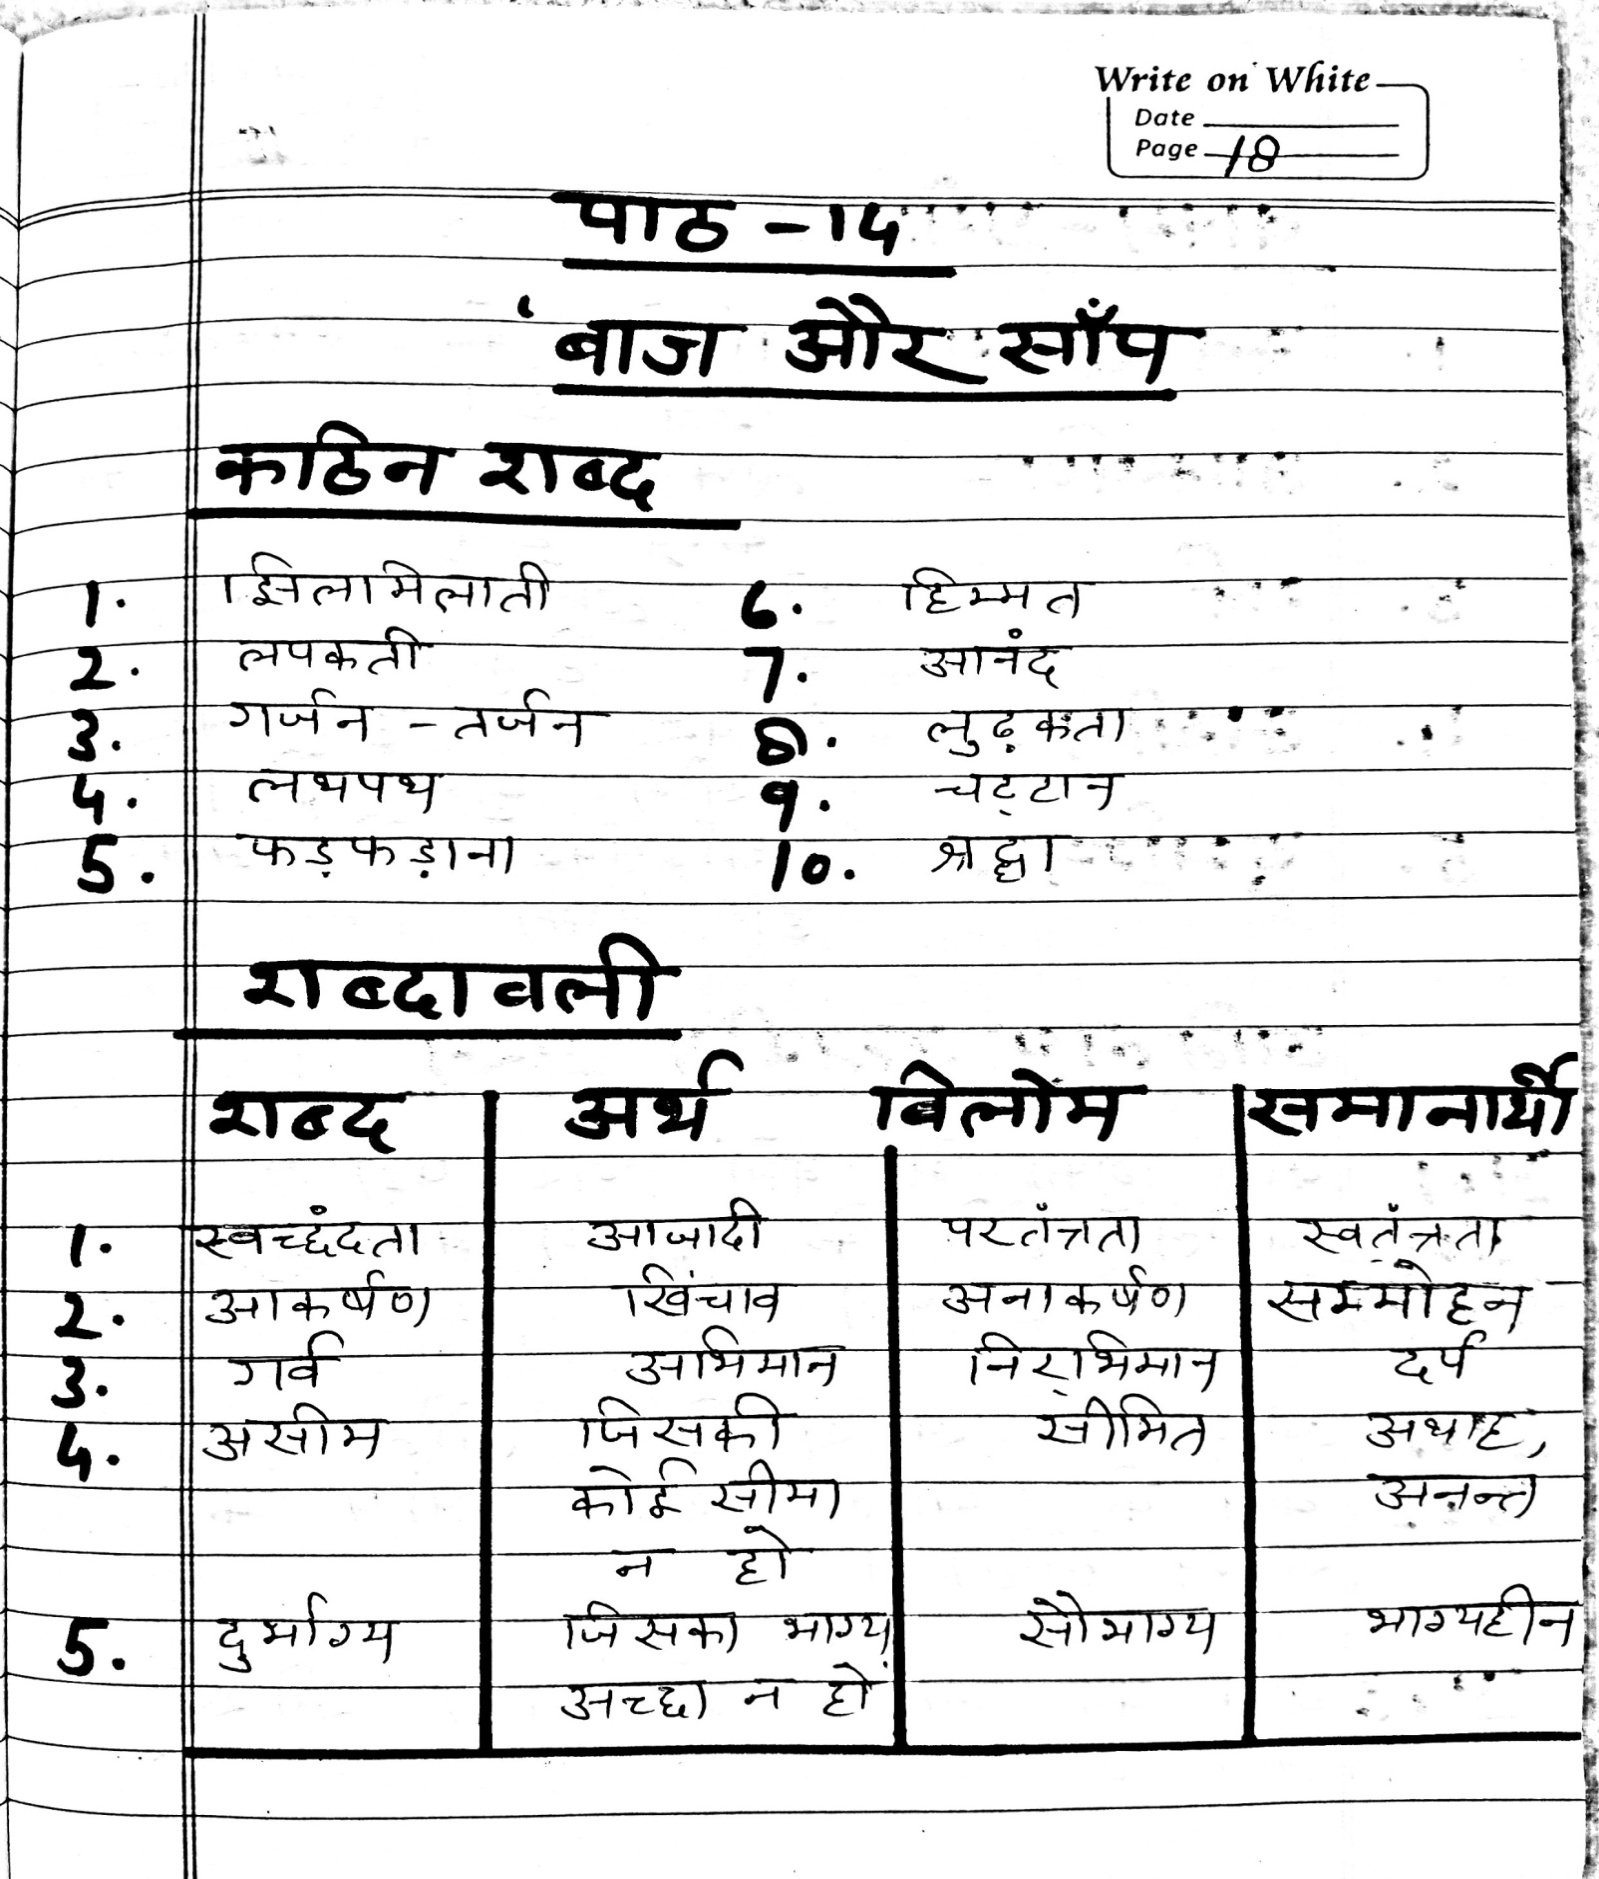 Write on White
Date
Page 18
पाठ - 14
बाज और साँप
कठिन शब्द
1. झिलमिलाती 6. हिम्मत
2. लपकती 7. आनंद
3. गर्जन - तर्जन 8. लुढ़कता
4. लथपथ 9. चट्टान
5. फड़फड़ाना 10. श्रद्धा
शब्दावली
शब्द अर्थ विलोम समानार्थी
1. स्वच्छंदता आजादी परतंत्रता स्वतंत्रता
2. आकर्षण खिंचाव अनाकर्षण सम्मोहन
3. गर्व अभिमान निर्भिमान दर्प
4. असीम जिसकी सीमित अथाह,
कोई सीमा अनन्त
न हो
5. दुर्भाग्य जिसका भाग्य सौभाग्य भाग्यहीन
अच्छा न हो